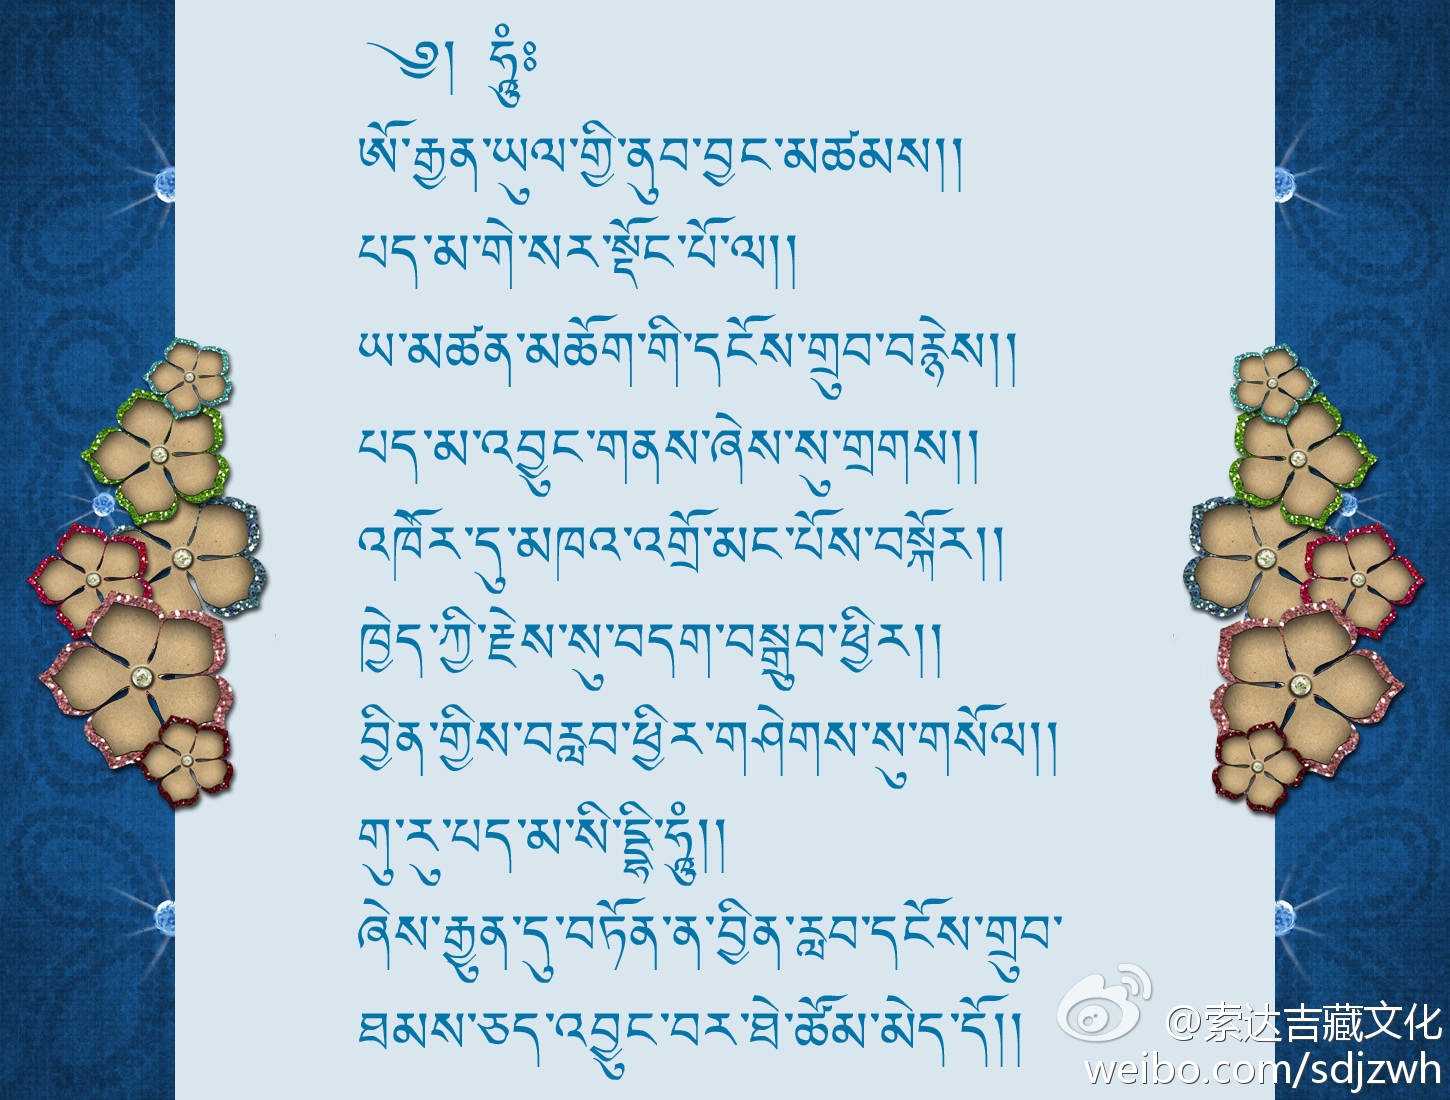 ༄། ཧཱུྂ༔
ཨོ་རྒྱན་ཡུལ་གྱི་ནུབ་བྱང་མཚམས།།
པད་མ་གེ་སར་སྡོང་པོ་ལ།།
ཡ་མཚན་མཆོག་གི་དངོས་གྲུབ་བརྙེས།།
པད་མ་འབྱུང་གནས་ཞེས་སུ་གྲགས།།
འཁོར་དུ་མཁའ་འགྲོ་མང་པོས་བསྐོར།།
ཁྱེད་ཀྱི་རྗེས་སུ་བདག་བསྒྲུབ་ཕྱིར།།
བྱིན་གྱིས་བརླབ་ཕྱིར་གཤེགས་སུ་གསོལ།།
གུ་རུ་པད་མ་སི་དྡྷི་ཧཱུྂ།།
ཞེས་རྒྱུན་དུ་བཏོན་ན་བྱིན་རླབ་དངོས་གྲུབ་
ཐམས་ཅད་འབྱུང་བར་ཐེ་ཚོམ་མེད་དོ།།
@索达吉藏文化
weibo.com/sdjzwh